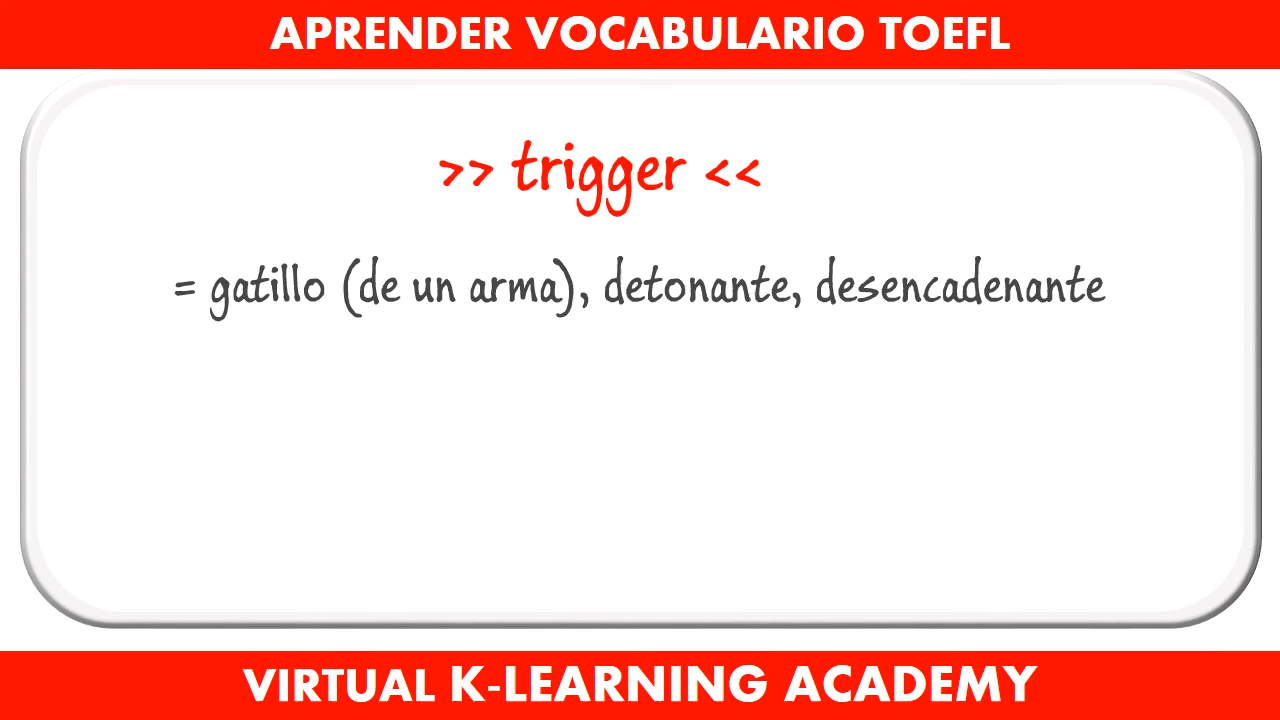 APRENDER VOCABULARIO TOEFL
>> trigger <<
= gatillo (de un arma), detonante, desencadenante
VIRTUAL K-LEARNING ACADEMY